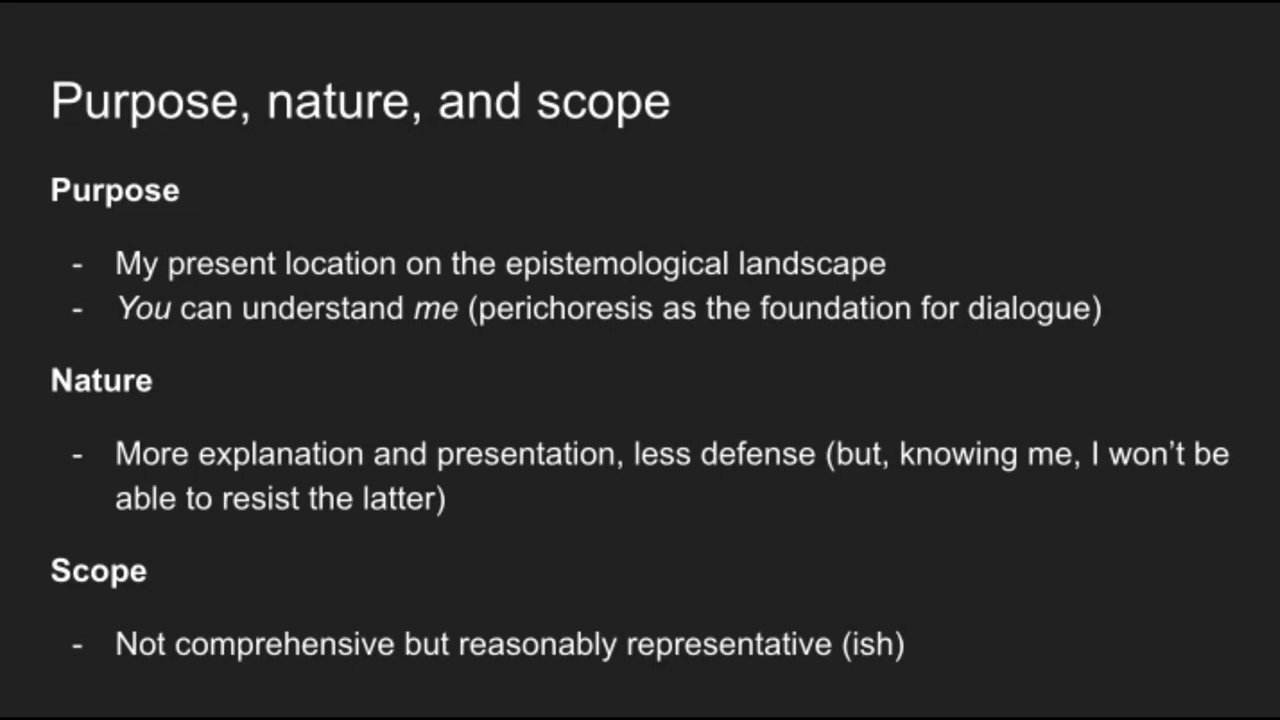 Purpose, nature, and scope
Purpose
- My present location on the epistemological landscape
- You can understand me (perichoresis as the foundation for dialogue)
Nature
- More explanation and presentation, less defense (but, knowing me, I won’t be
able to resist the latter)
Scope
- Not comprehensive but reasonably representative (ish)